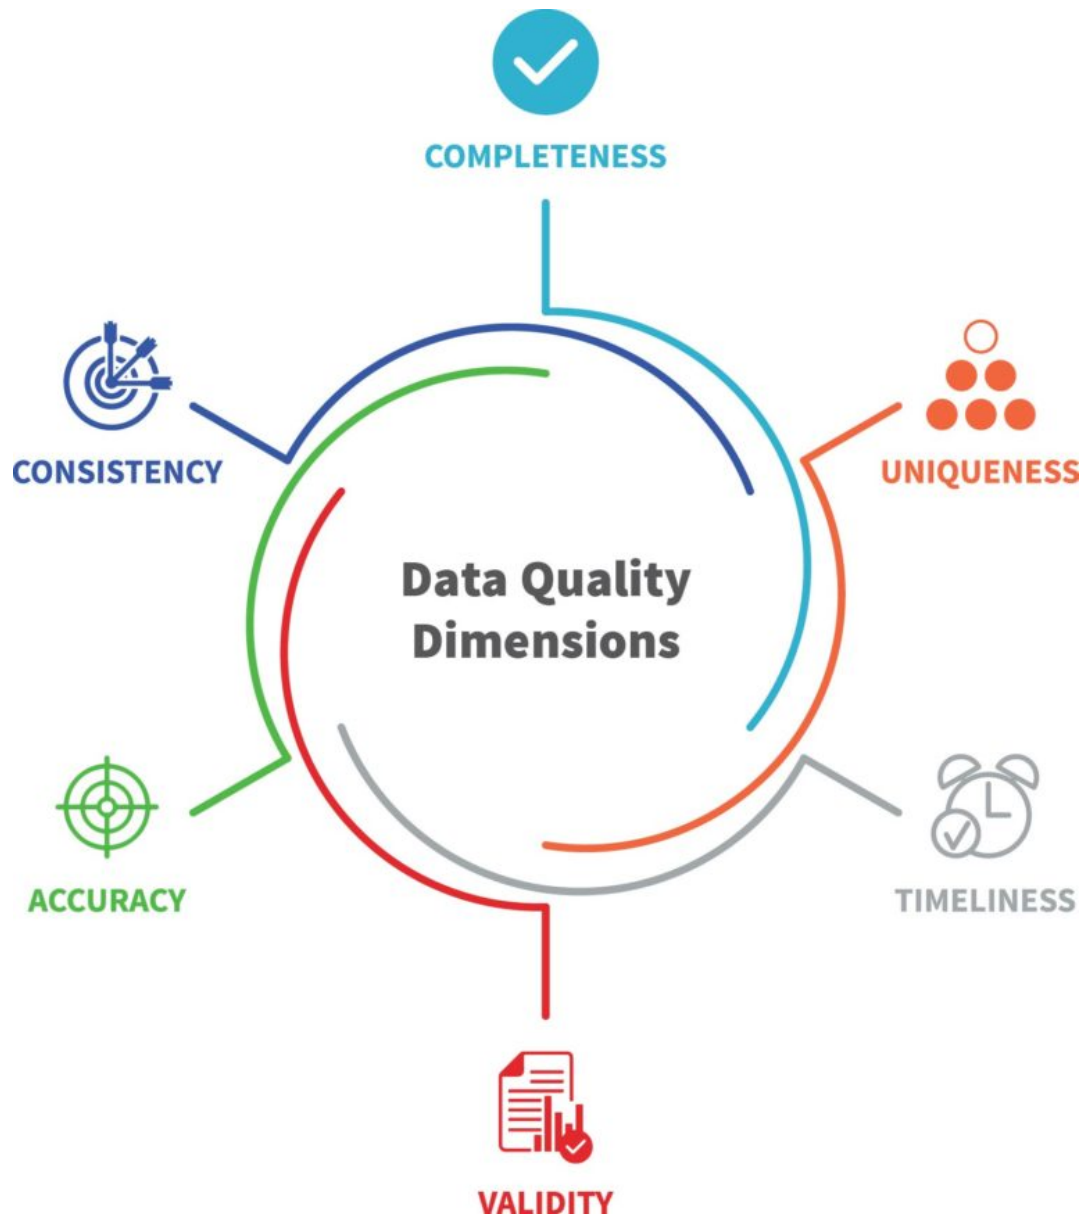 COMPLETENESS
CONSISTENCY
UNIQUENESS
Data Quality
Dimensions
ACCURACY
TIMELINESS
VALIDITY